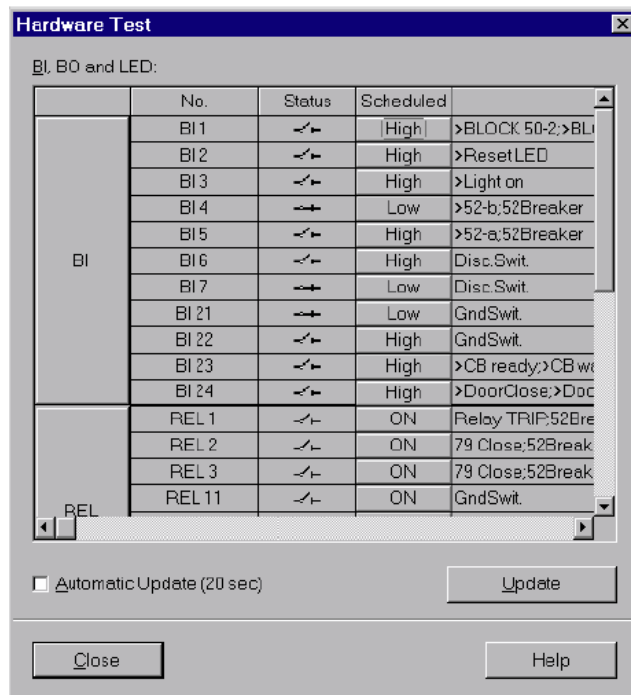 Hardware Test
BI, BO and LED:
No. Status Scheduled
BI BI 1 High >BLOCK 50-2;>BL
BI 2 High >ResetLED
BI 3 High >Light on
BI 4 Low >52-b;52Breaker
BI 5 High >52-a;52Breaker
BI 6 High Disc.Swit.
BI 7 Low Disc.Swit.
BI 21 Low GndSwit.
BI 22 High GndSwit.
BI 23 High >CB ready;>CB w
BI 24 High >DoorClose;>Doc
REL REL 1 ON Relay TRIP;52Bre
REL 2 ON 79 Close;52Break
REL 3 ON 79 Close;52Break
REL 11 ON GndSwit.
Automatic Update (20 sec) Update
Close Help